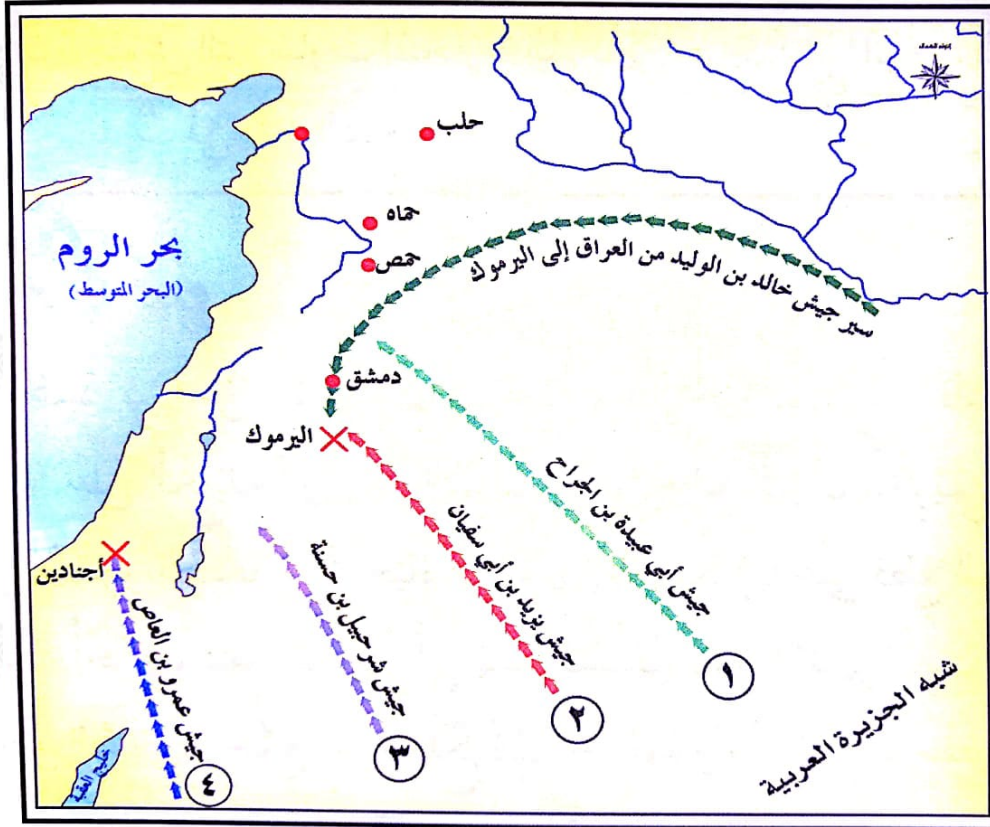 حلب
حماه
حمص
بحر الروم
(البحر المتوسط)
سير جيش خالد بن الوليد من العراق إلى اليرموك
دمشق
اليرموك
جيش أبي عبيدة بن الجراح
جيش يزيد بن أبي سفيان
جيش شرحبيل بن حسنة
أجنادين
جيش عمرو بن العاص
١
٢
٣
٤
شبه الجزيرة العربية
خليج العقبة